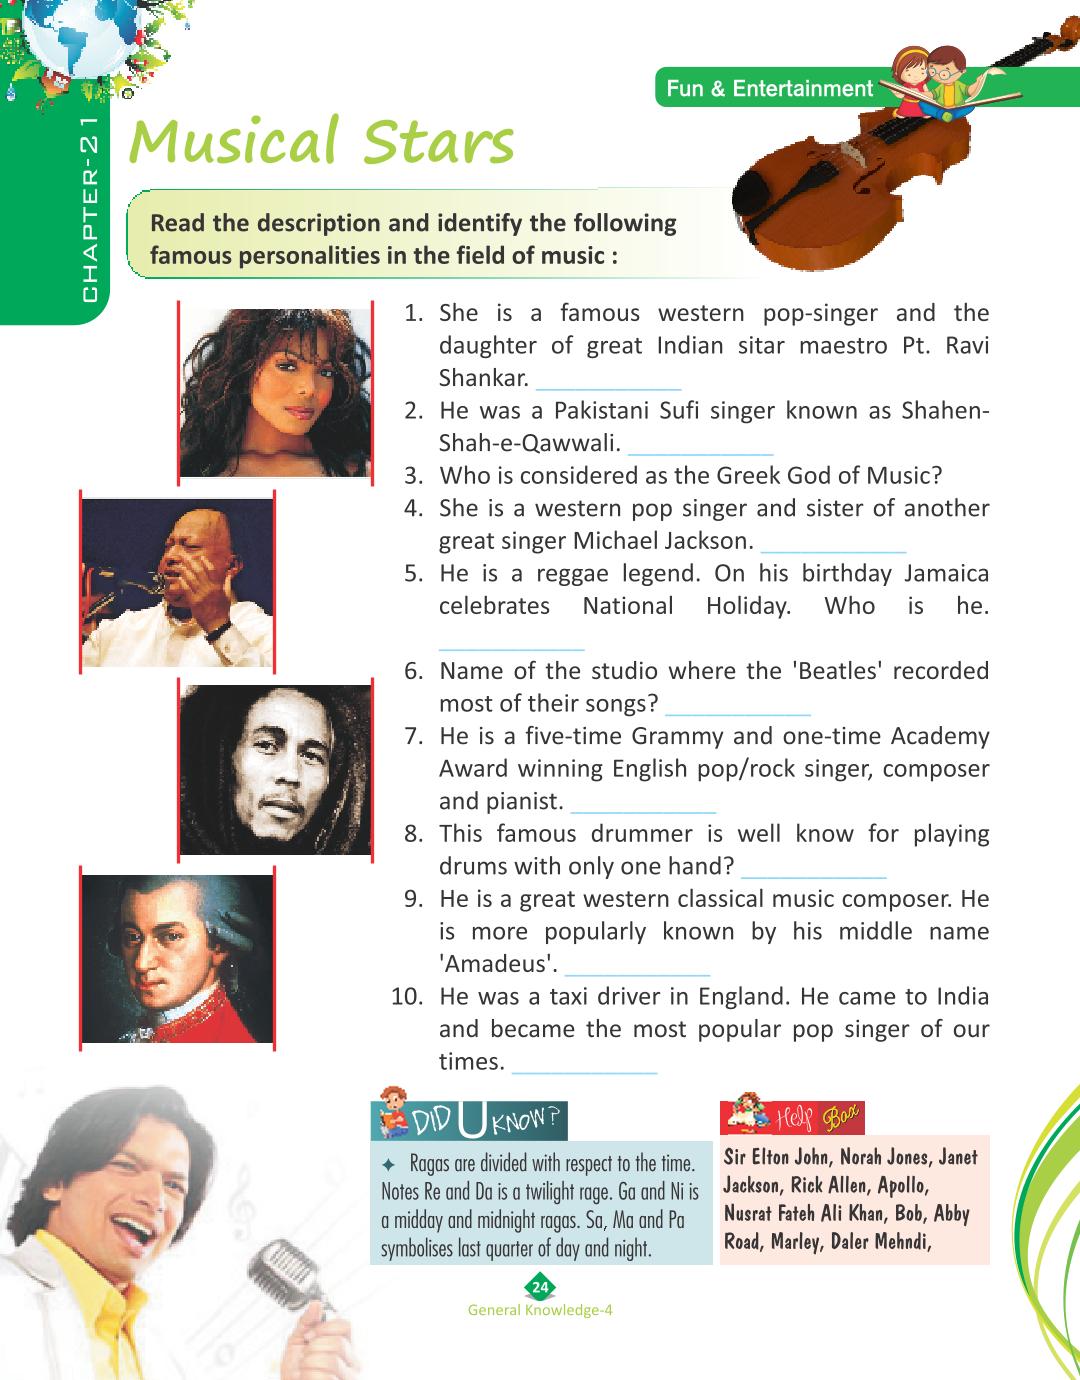 Fun & Entertainment
CHAPTER-21
Musical Stars
Read the description and identify the following
famous personalities in the field of music :
1. She is a famous western pop-singer and the
daughter of great Indian sitar maestro Pt. Ravi
Shankar. ___________
2. He was a Pakistani Sufi singer known as Shahen-
Shah-e-Qawwali. ___________
3. Who is considered as the Greek God of Music?
4. She is a western pop singer and sister of another
great singer Michael Jackson. ___________
5. He is a reggae legend. On his birthday Jamaica
celebrates National Holiday. Who is he.
___________
6. Name of the studio where the 'Beatles' recorded
most of their songs? ___________
7. He is a five-time Grammy and one-time Academy
Award winning English pop/rock singer, composer
and pianist. ___________
8. This famous drummer is well know for playing
drums with only one hand? ___________
9. He is a great western classical music composer. He
is more popularly known by his middle name
'Amadeus'. ___________
10. He was a taxi driver in England. He came to India
and became the most popular pop singer of our
times. ___________
DID U KNOW?
Ragas are divided with respect to the time.
Notes Re and Da is a twilight rage. Ga and Ni is
a midday and midnight ragas. Sa, Ma and Pa
symbolises last quarter of day and night.
Help Box
Sir Elton John, Norah Jones, Janet
Jackson, Rick Allen, Apollo,
Nusrat Fateh Ali Khan, Bob, Abby
Road, Marley, Daler Mehndi,
24
General Knowledge-4